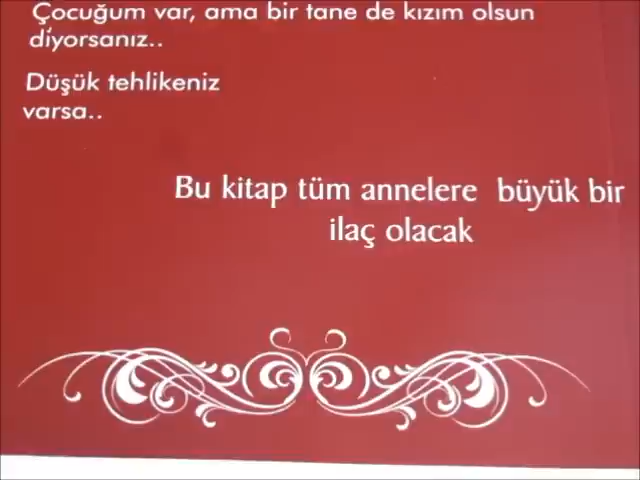 Çocuğum var, ama bir tane de kızım olsun
diyorsanız..
Düşük tehlikeniz
varsa..
Bu kitap tüm annelere büyük bir
ilaç olacak